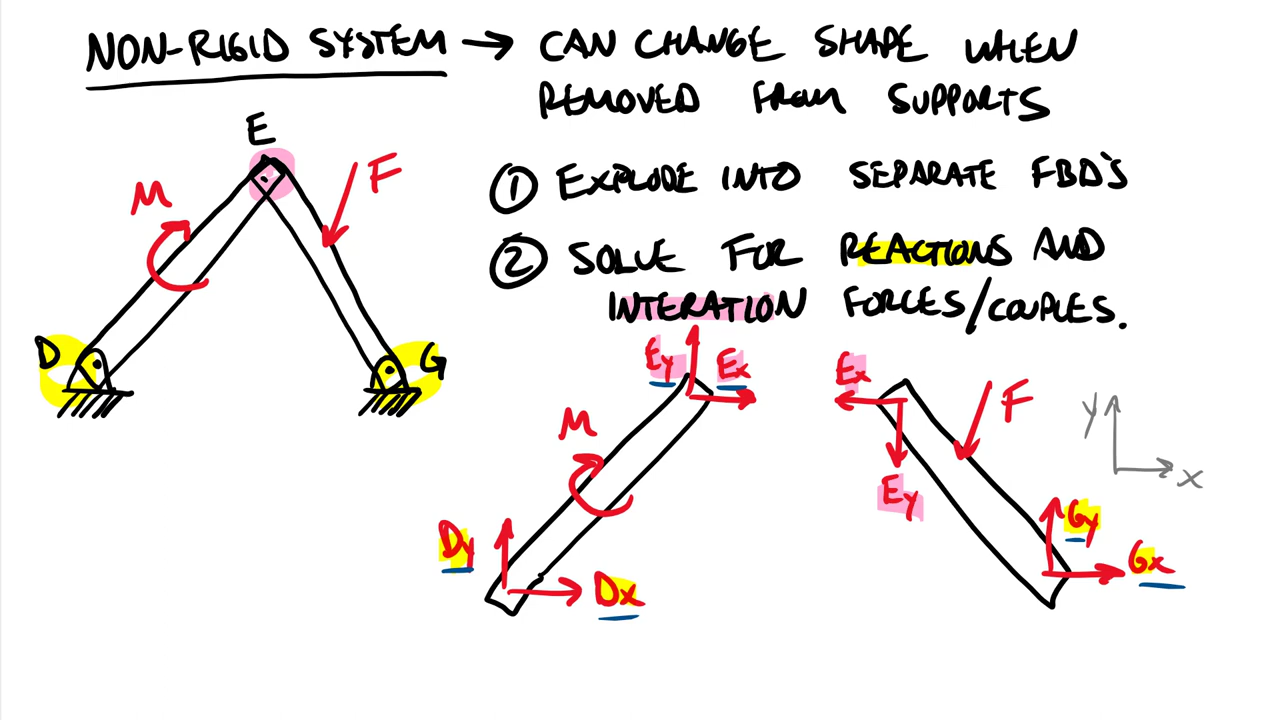 NON-RIGID SYSTEM → CAN CHANGE SHAPE WHEN
REMOVED FROM SUPPORTS
E
M
F
D
G
① EXPLODE INTO SEPARATE FBD'S
② SOLVE FOR REACTIONS AND
INTERATION FORCES/COUPLES.
Ey
Ex
M
Dy
Dx
Ex
F
Ey
Gy
Gx
y
x